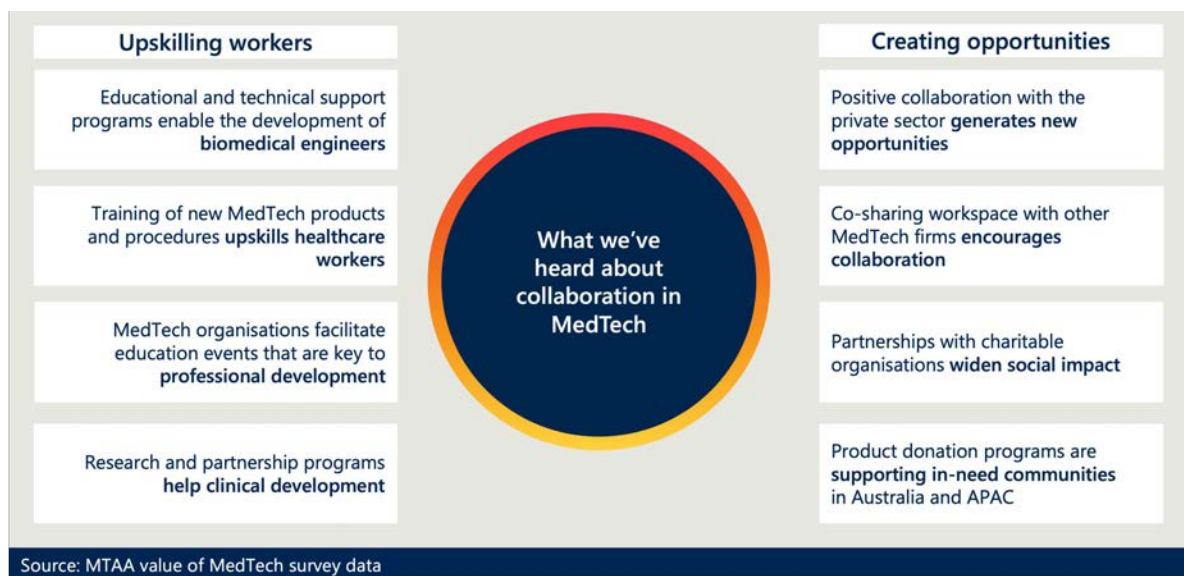 Upskilling workers
Educational and technical support
programs enable the development of
biomedical engineers
Training of new MedTech products
and procedures upskills healthcare
workers
MedTech organisations facilitate
education events that are key to
professional development
Research and partnership programs
help clinical development
What we've
heard about
collaboration in
MedTech
Creating opportunities
Positive collaboration with the
private sector generates new
opportunities
Co-sharing workspace with other
MedTech firms encourages
collaboration
Partnerships with charitable
organisations widen social impact
Product donation programs are
supporting in-need communities
in Australia and APAC
Source: MTAA value of MedTech survey data